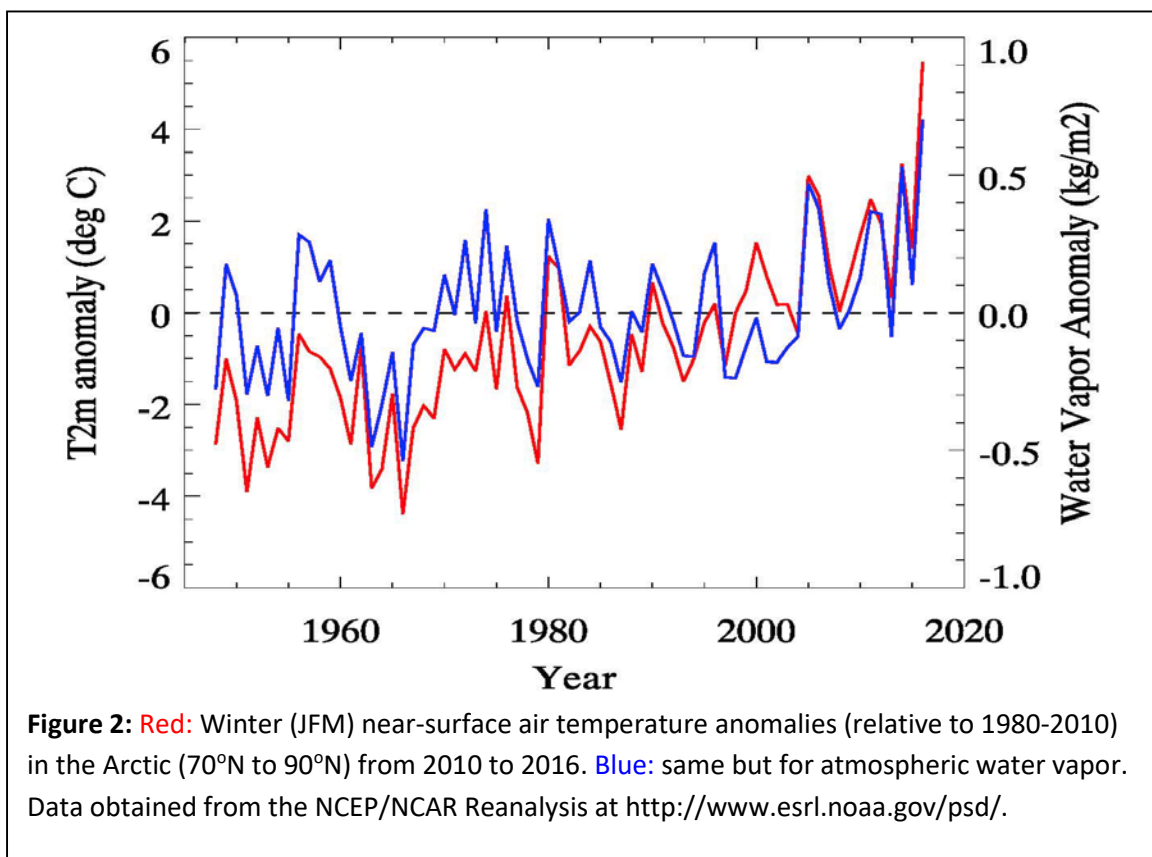 6
4
2
0
-2
-4
-6
T2m anomaly (deg C)
1.0
0.5
0.0
-0.5
-1.0
Water Vapor Anomaly (kg/m2)
1960
1980
2000
2020
Year
Figure 2: Red: Winter (JFM) near-surface air temperature anomalies (relative to 1980-2010)
in the Arctic (70oN to 90oN) from 2010 to 2016. Blue: same but for atmospheric water vapor.
Data obtained from the NCEP/NCAR Reanalysis at http://www.esrl.noaa.gov/psd/.